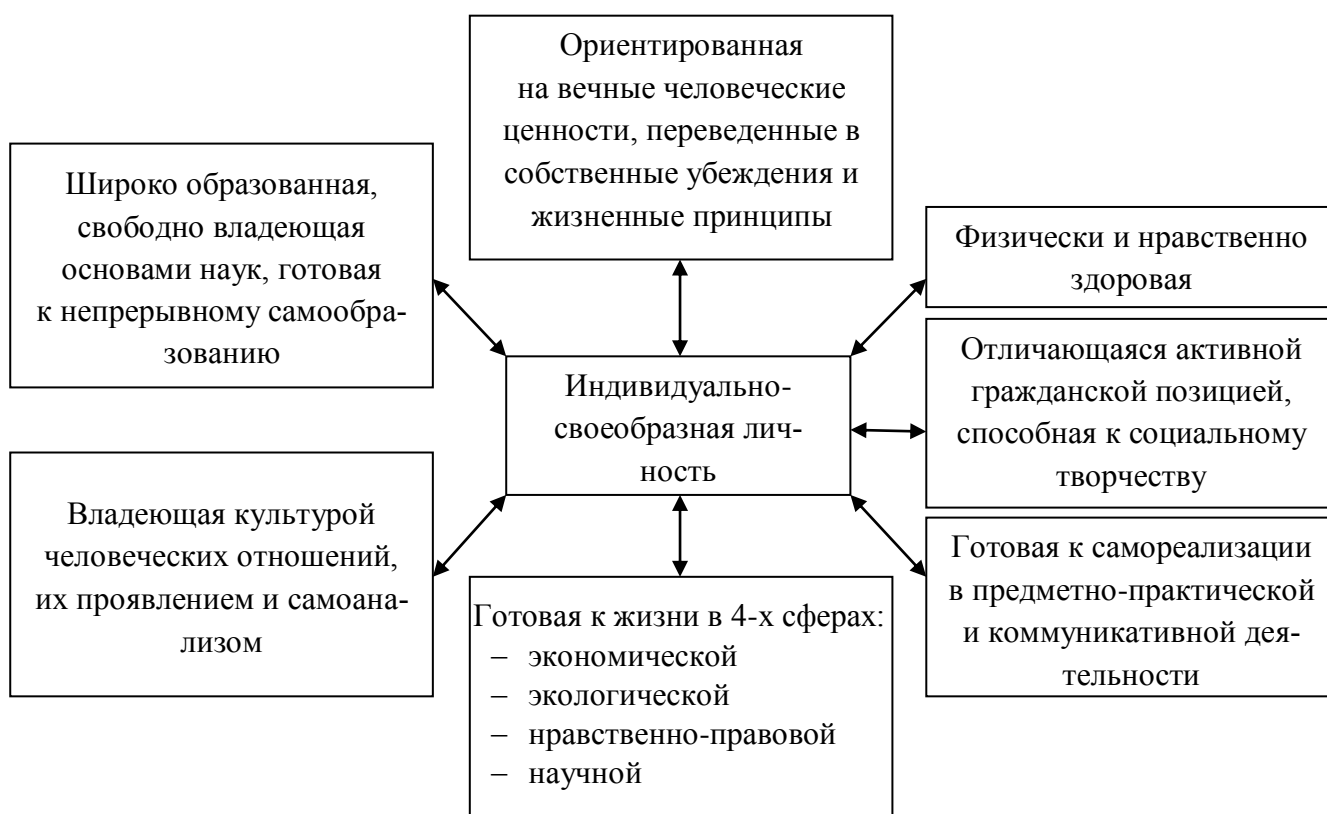 Ориентированная
на вечные человеческие
ценности, переведенные в
собственные убеждения и
жизненные принципы
Широко образованная,
свободно владеющая
основами наук, готовая
к непрерывному самообра-
зованию
Физически и нравственно
здоровая
Индивидуально-
своеобразная лич-
ность
Отличающаяся активной
гражданской позицией,
способная к социальному
творчеству
Владеющая культурой
человеческих отношений,
их проявлением и самоана-
лизом
Готовая к самореализации
в предметно-практической
и коммуникативной дея-
тельности
Готовая к жизни в 4-х сферах:
– экономической
– экологической
– нравственно-правовой
– научной